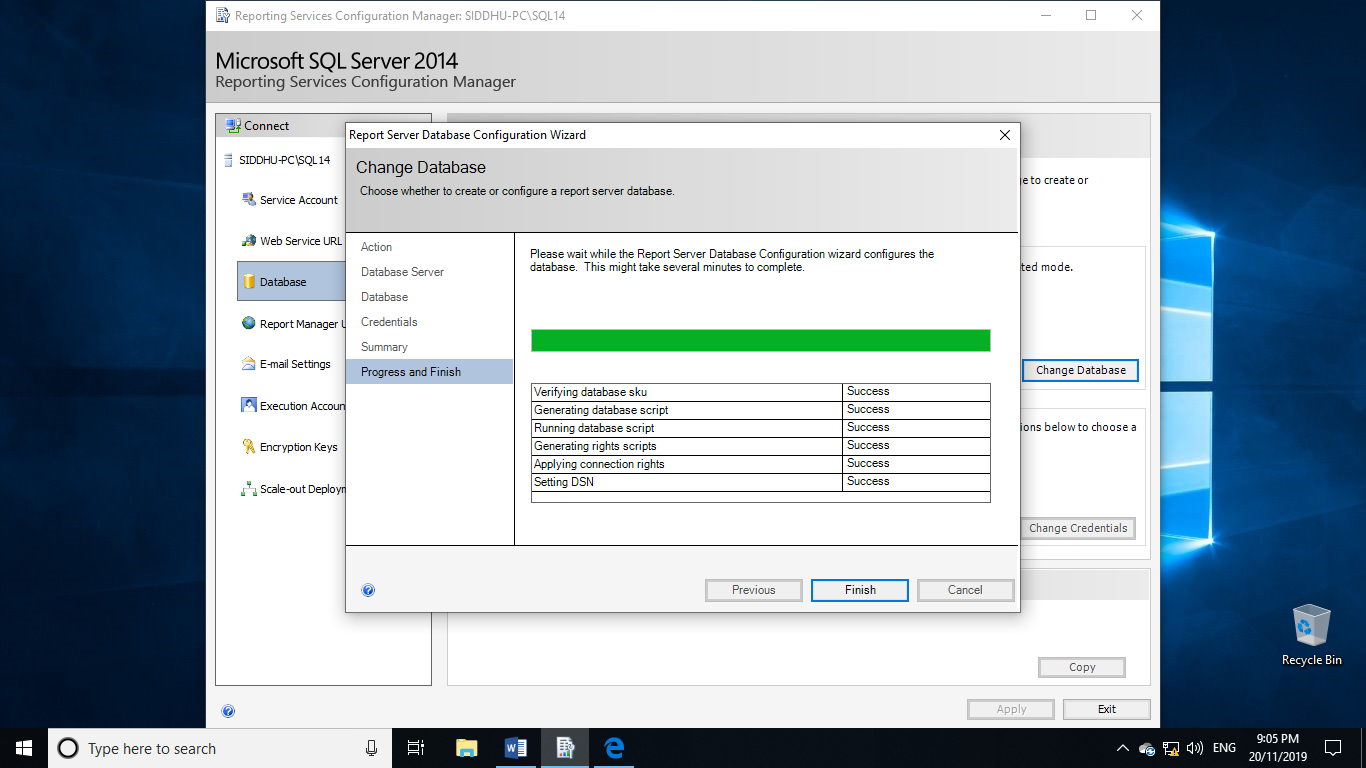 Reporting Services Configuration Manager: SIDDHU-PC\SQL14
Microsoft SQL Server 2014
Reporting Services Configuration Manager
Connect
SIDDHU-PC\SQL14
Service Account
Web Service URL
Database
Report Manager U
E-mail Settings
Execution Accoun
Encryption Keys
Scale-out Deploym
Report Server Database Configuration Wizard
Change Database
Choose whether to create or configure a report server database.
Action
Database Server
Database
Credentials
Summary
Progress and Finish
Please wait while the Report Server Database Configuration wizard configures the
database. This might take several minutes to complete.
Verifying database sku Success
Generating database script Success
Running database script Success
Generating rights scripts Success
Applying connection rights Success
Setting DSN Success
Previous
Finish
Cancel
ge to create or
ted mode.
Change Database
ions below to choose a
Change Credentials
Copy
Apply
Exit
Recycle Bin
Type here to search
ENG
9:05 PM
20/11/2019